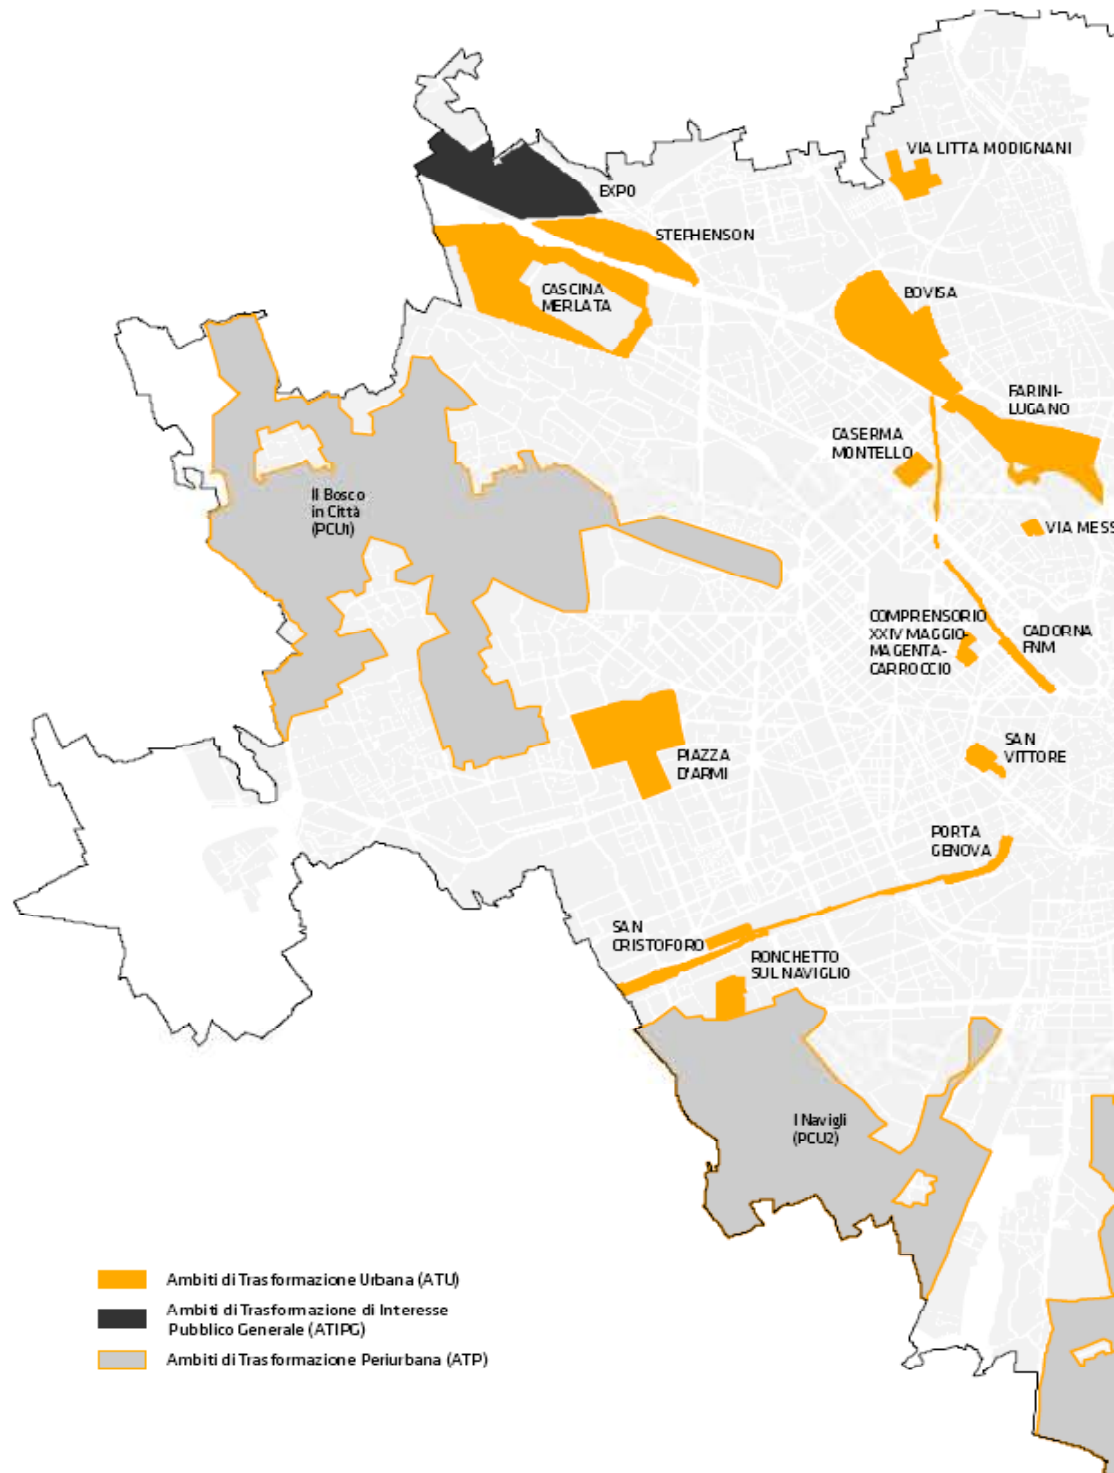 VIA LITTA MODIGNANI
EXPO
STEPHENSON
CASCINA
MERLATA
BOVISA
FARINI-
LUGANO
CASERMA
MONTELLO
Il Bosco
in Città
(PCU1)
VIA MESS
COMPRENSORIO
XXIV MAGGIO-
MAGENTA-
CARROCCIO
CADORNA
FNM
SAN
VITTORE
PIAZZA
D'ARMI
PORTA
GENOVA
SAN
CRISTOFORO
RONCHETTO
SUL NAVIGLIO
I Navigli
(PCU2)
Ambiti di Trasformazione Urbana (ATU)
Ambiti di Trasformazione di Interesse
Pubblico Generale (ATIPG)
Ambiti di Trasformazione Periurbana (ATP)